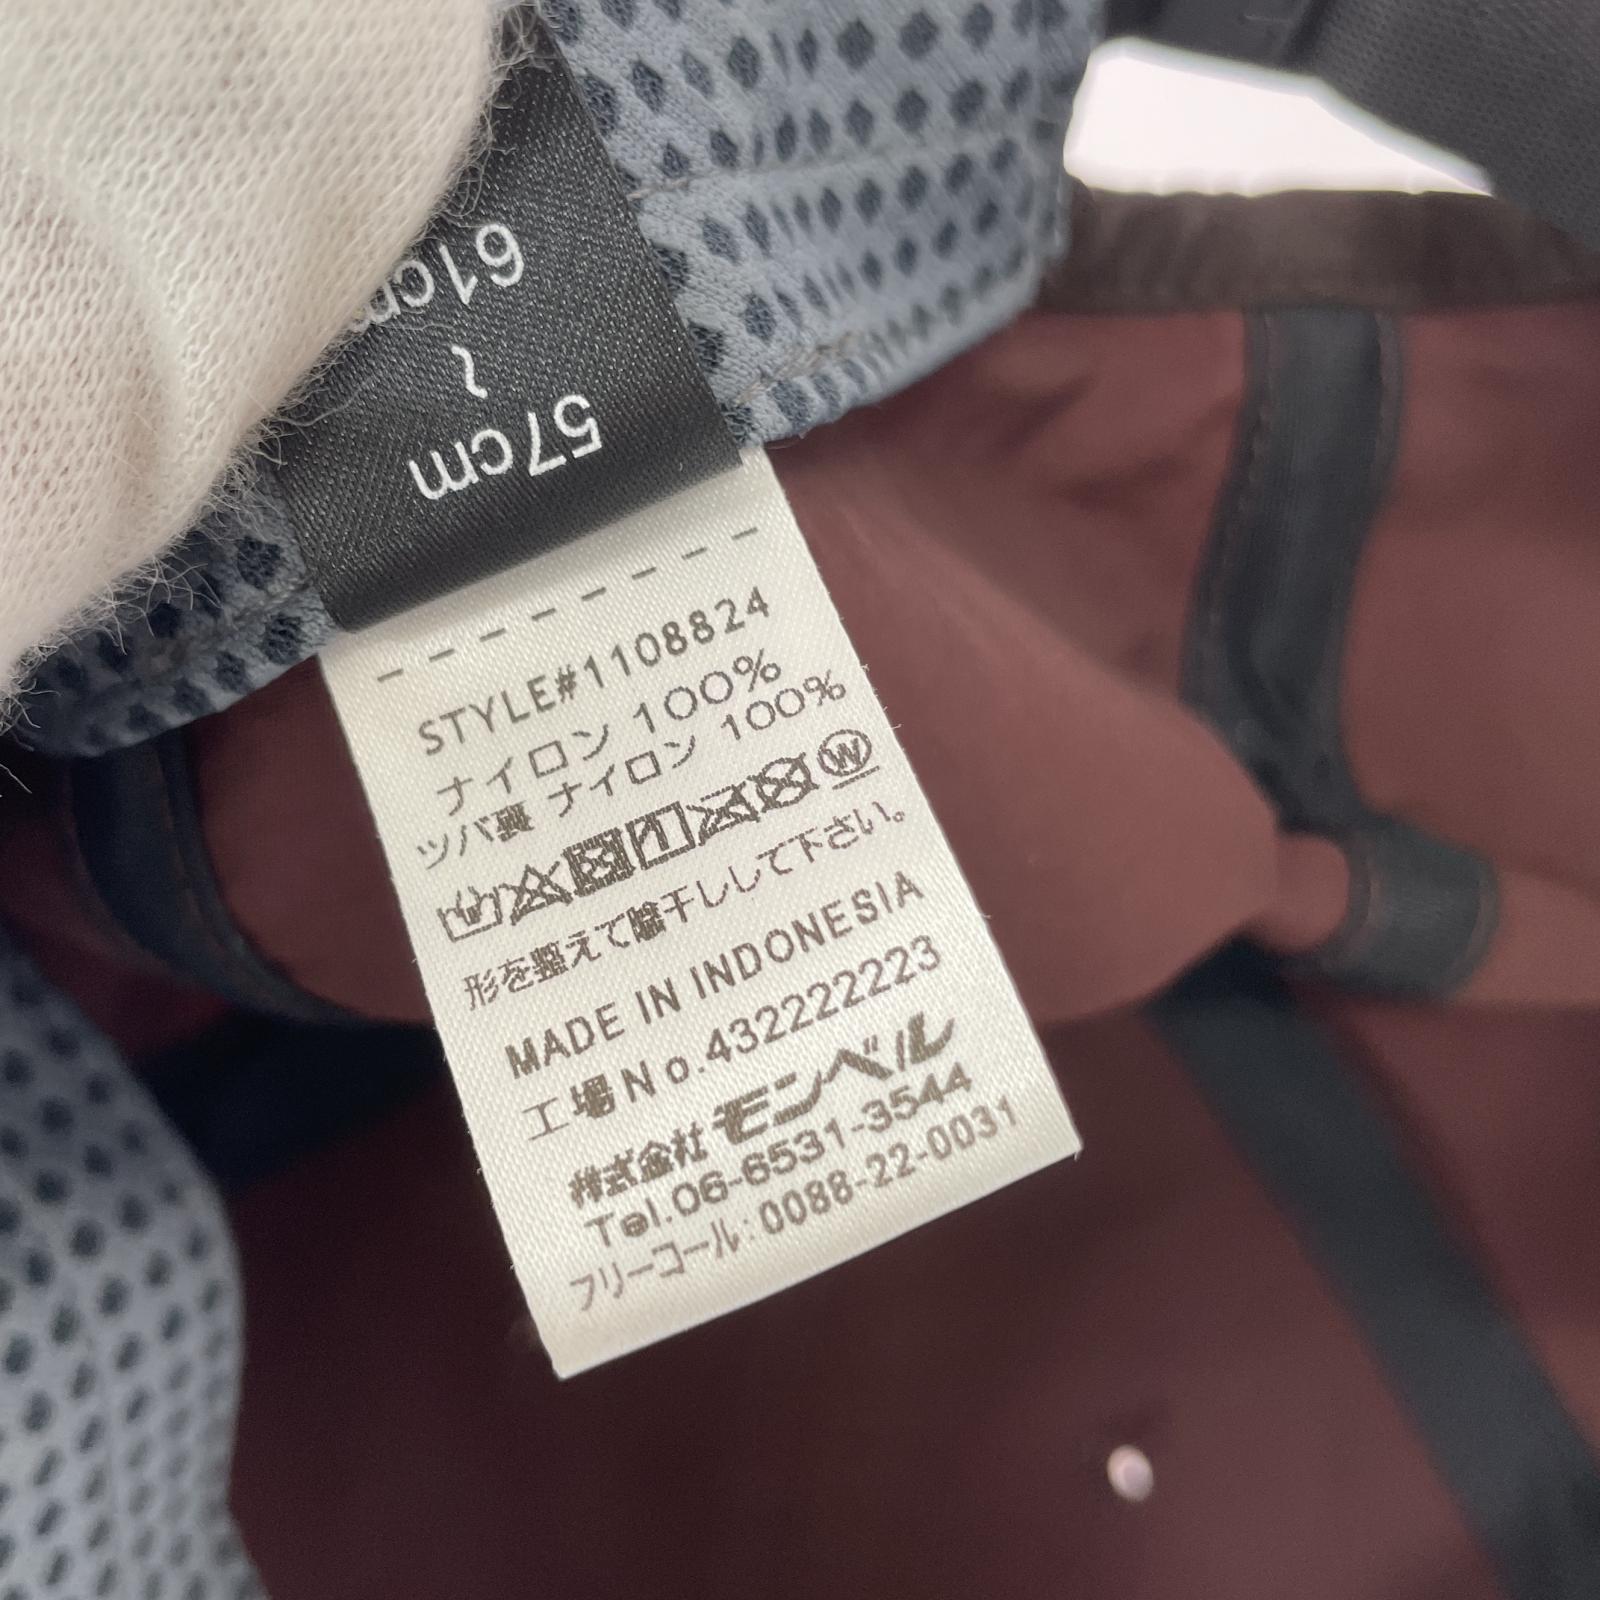 57cm
~
61cm
STYLE#1108824
ナイロン 100%
ツバ裏 ナイロン 100%
W
形を整えて陰干しして下さい。
MADE IN INDONESIA
工場No.432222223
株式会社 モンベル
Tel.06-6531-3544
フリーコール:0088-22-0031